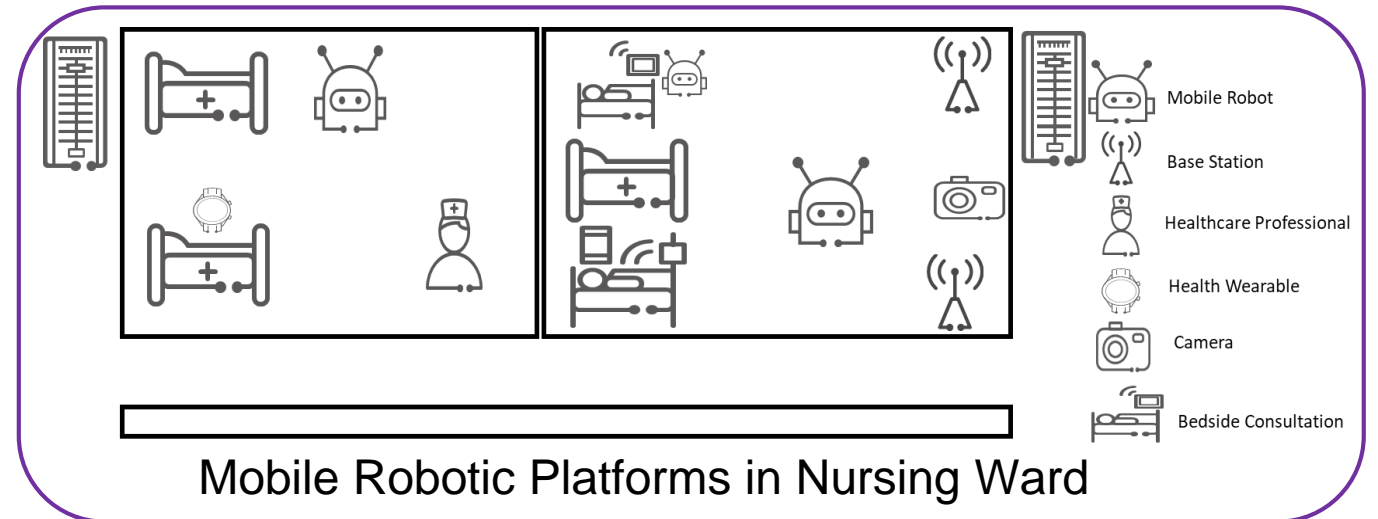 Mobile Robot
Base Station
Healthcare Professional
Health Wearable
Camera
Bedside Consultation
Mobile Robotic Platforms in Nursing Ward